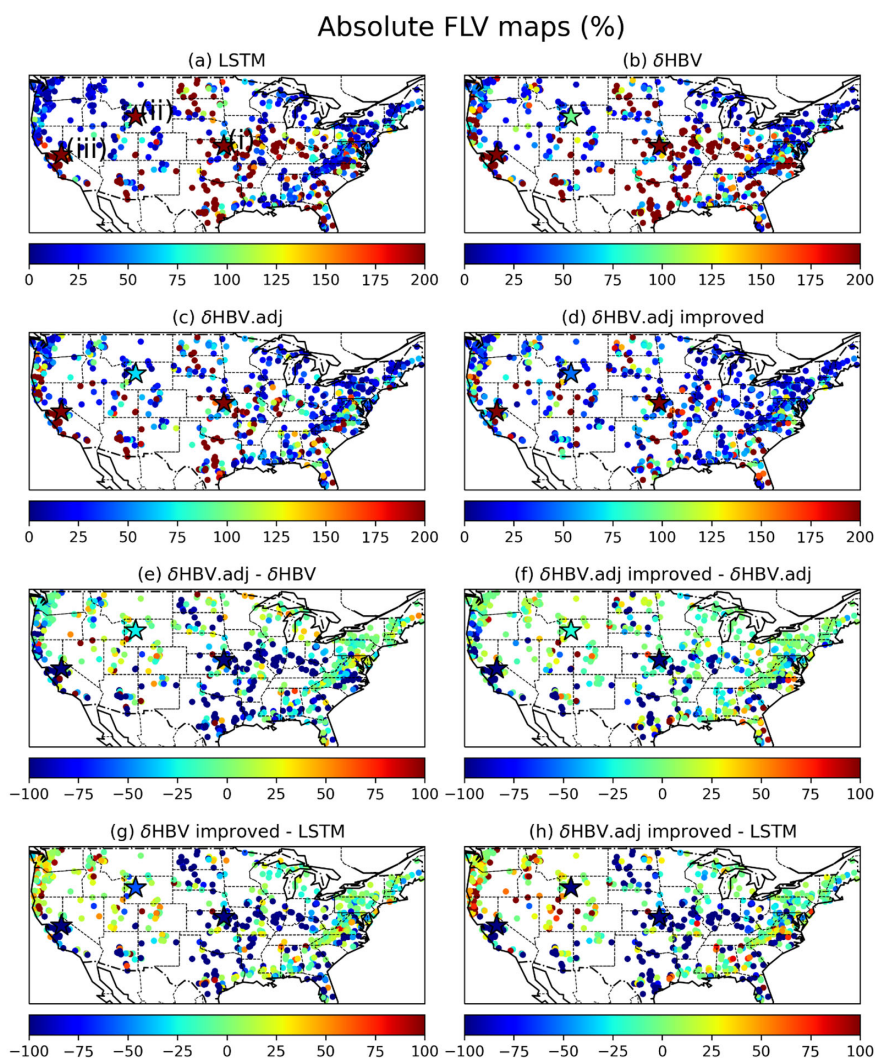 Absolute FLV maps (%)
(a) LSTM
(b) δHBV
(ii)
(i)
(iii)
0 25 50 75 100 125 150 175 200
0 25 50 75 100 125 150 175 200
(c) δHBV.adj
(d) δHBV.adj improved
0 25 50 75 100 125 150 175 200
0 25 50 75 100 125 150 175 200
(e) δHBV.adj - δHBV
(f) δHBV.adj improved - δHBV.adj
−100 −75 −50 −25 0 25 50 75 100
−100 −75 −50 −25 0 25 50 75 100
(g) δHBV improved - LSTM
(h) δHBV.adj improved - LSTM
−100 −75 −50 −25 0 25 50 75 100
−100 −75 −50 −25 0 25 50 75 100